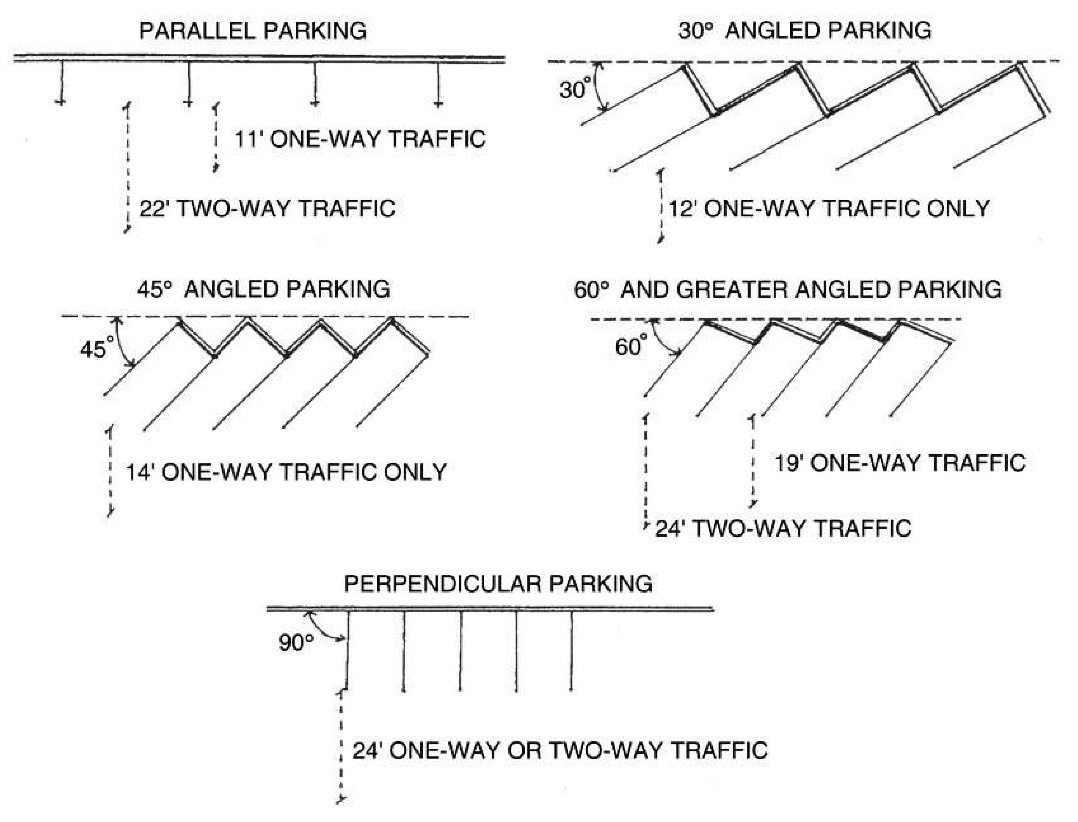 PARALLEL PARKING
11' ONE-WAY TRAFFIC
22' TWO-WAY TRAFFIC
30° ANGLED PARKING
30°
12' ONE-WAY TRAFFIC ONLY
45° ANGLED PARKING
45°
14' ONE-WAY TRAFFIC ONLY
60° AND GREATER ANGLED PARKING
60°
19' ONE-WAY TRAFFIC
24' TWO-WAY TRAFFIC
PERPENDICULAR PARKING
90°
24' ONE-WAY OR TWO-WAY TRAFFIC